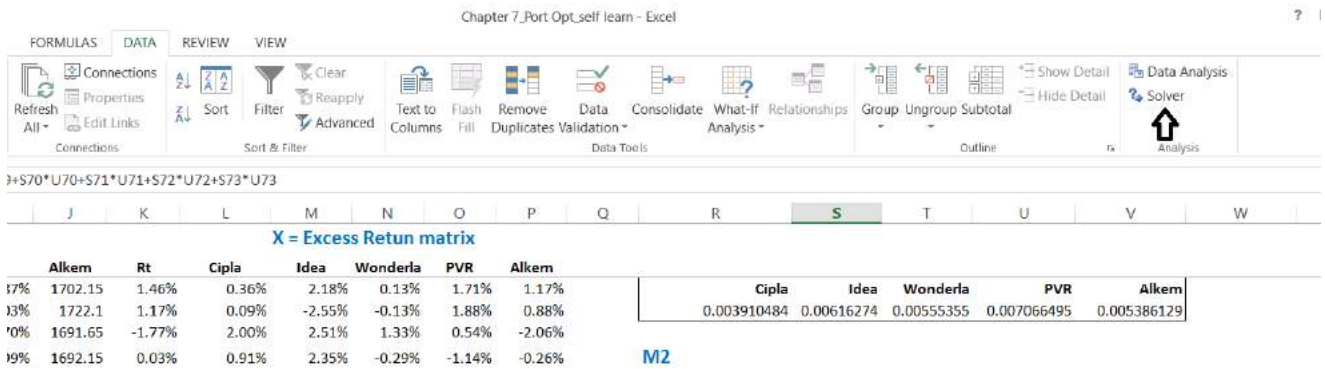 Chapter 7_Port Opt_self learn - Excel ?
FORMULAS DATA REVIEW VIEW
Connections Clear Show Detail Data Analysis
Properties Reapply Hide Detail Solver
Refresh All Edit Links Sort Filter Advanced Text to Columns Flash Fill Remove Duplicates Data Validation Consolidate What-If Analysis Relationships Group Ungroup Subtotal
Connections Sort & Filter Data Tools Outline Analysis
+S70*U70+S71*U71+S72*U72+S73*U73
J K L M N O P Q R S T U V W
X = Excess Retun matrix
Alkem Rt Cipla Idea Wonderla PVR Alkem
37% 1702.15 1.46% 0.36% 2.18% 0.13% 1.71% 1.17% Cipla Idea Wonderla PVR Alkem
03% 1722.1 1.17% 0.09% -2.55% -0.13% 1.88% 0.88% 0.003910484 0.00616274 0.00555355 0.007066495 0.005386129
70% 1691.65 -1.77% 2.00% 2.51% 1.33% 0.54% -2.06%
99% 1692.15 0.03% 0.91% 2.35% -0.29% -1.14% -0.26% M2